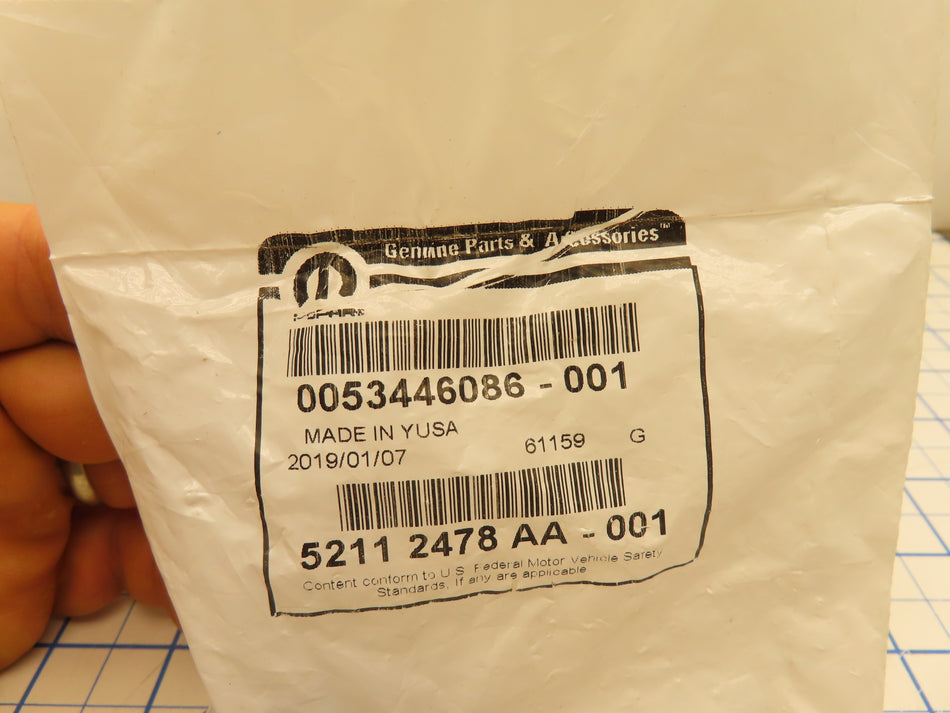 Genuine Parts & Accessories™
MOPAR
0053446086 - 001
MADE IN YUSA
2019/01/07 61159 G
5211 2478 AA - 001
Content conform to U.S. Federal Motor Vehicle Safety
Standards, If any are applicable